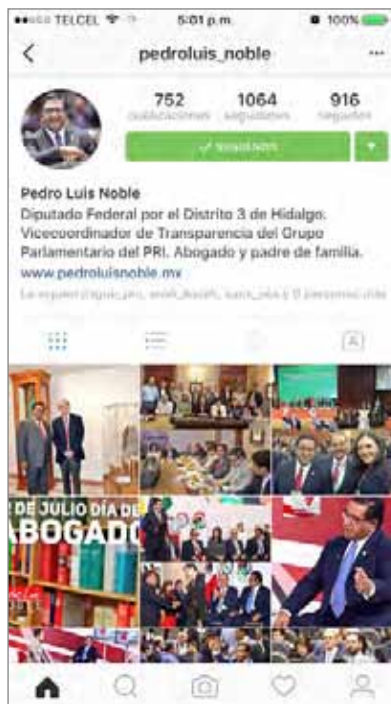 TELCEL 5:01 p.m. 100%
pedroluis_noble
752 1064 916
publicaciones seguidores seguidos
SIGUIENDO
Pedro Luis Noble
Diputado Federal por el Distrito 3 de Hidalgo.
Vicecoordinador de Transparencia del Grupo
Parlamentario del PRI. Abogado y padre de familia.
www.pedroluisnoble.mx
DE JULIO DÍA DE
ABOGADO